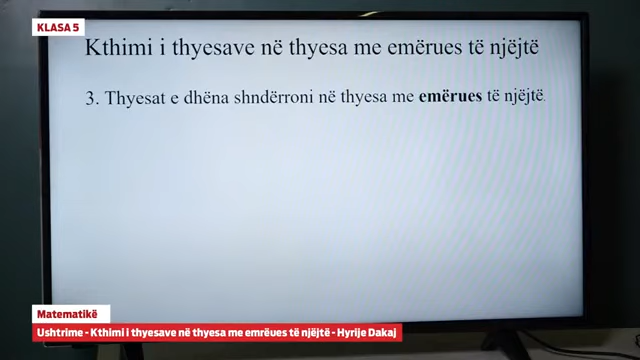 KLASA 5
Kthimi i thyesave në thyesa me emërues të njëjtë
3. Thyesat e dhëna shndërroni në thyesa me emërues të njëjtë.
Matematikë
Ushtrime - Kthimi i thyesave në thyesa me emrëues të njëjtë - Hyrije Dakaj